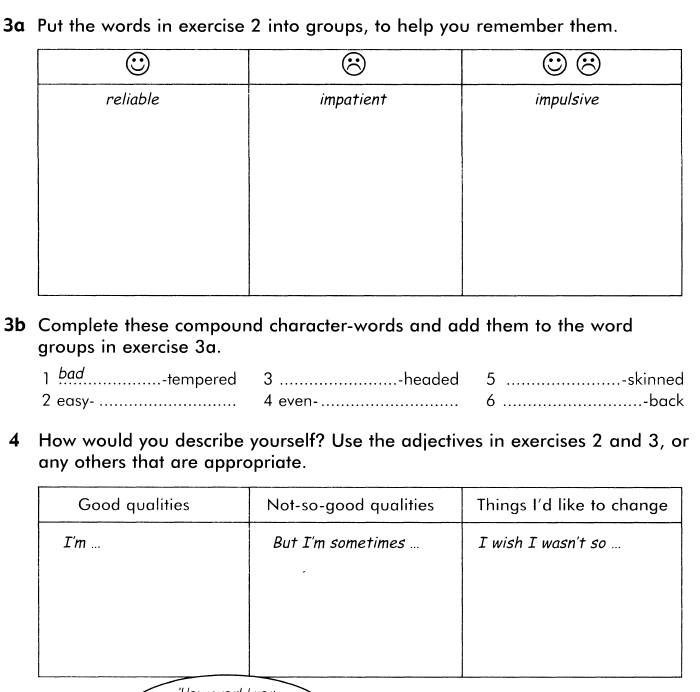 3a Put the words in exercise 2 into groups, to help you remember them.
reliable impatient impulsive
3b Complete these compound character-words and add them to the word
groups in exercise 3a.
1 bad....................-tempered 3 ........................-headed 5 .......................-skinned
2 easy- ............................ 4 even-............................ 6 ............................-back
4 How would you describe yourself? Use the adjectives in exercises 2 and 3, or
any others that are appropriate.
Good qualities Not-so-good qualities Things I'd like to change
I'm ... But I'm sometimes ... I wish I wasn't so ...